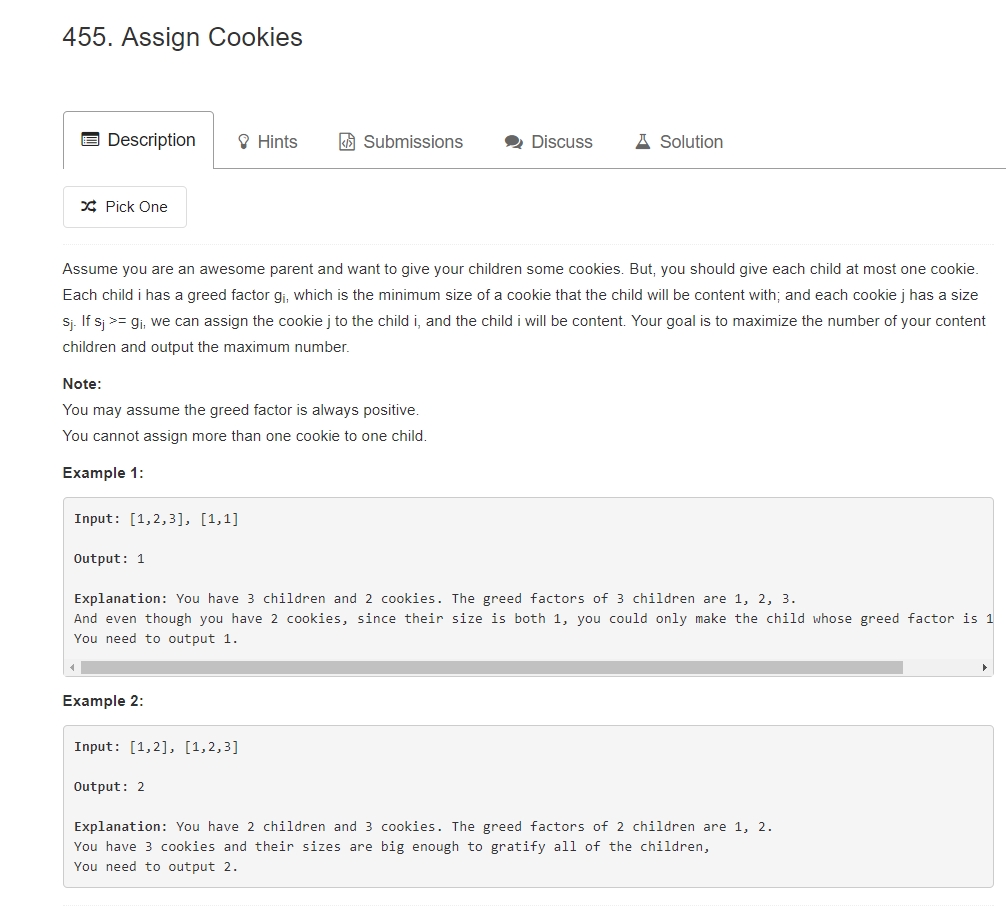 455. Assign Cookies
Description
Hints
Submissions
Discuss
Solution
Pick One
Assume you are an awesome parent and want to give your children some cookies. But, you should give each child at most one cookie.
Each child i has a greed factor gi, which is the minimum size of a cookie that the child will be content with; and each cookie j has a size
sj. If sj >= gi, we can assign the cookie j to the child i, and the child i will be content. Your goal is to maximize the number of your content
children and output the maximum number.
Note:
You may assume the greed factor is always positive.
You cannot assign more than one cookie to one child.
Example 1:
Input: [1,2,3], [1,1]
Output: 1
Explanation: You have 3 children and 2 cookies. The greed factors of 3 children are 1, 2, 3.
And even though you have 2 cookies, since their size is both 1, you could only make the child whose greed factor is 1
You need to output 1.
Example 2:
Input: [1,2], [1,2,3]
Output: 2
Explanation: You have 2 children and 3 cookies. The greed factors of 2 children are 1, 2.
You have 3 cookies and their sizes are big enough to gratify all of the children,
You need to output 2.